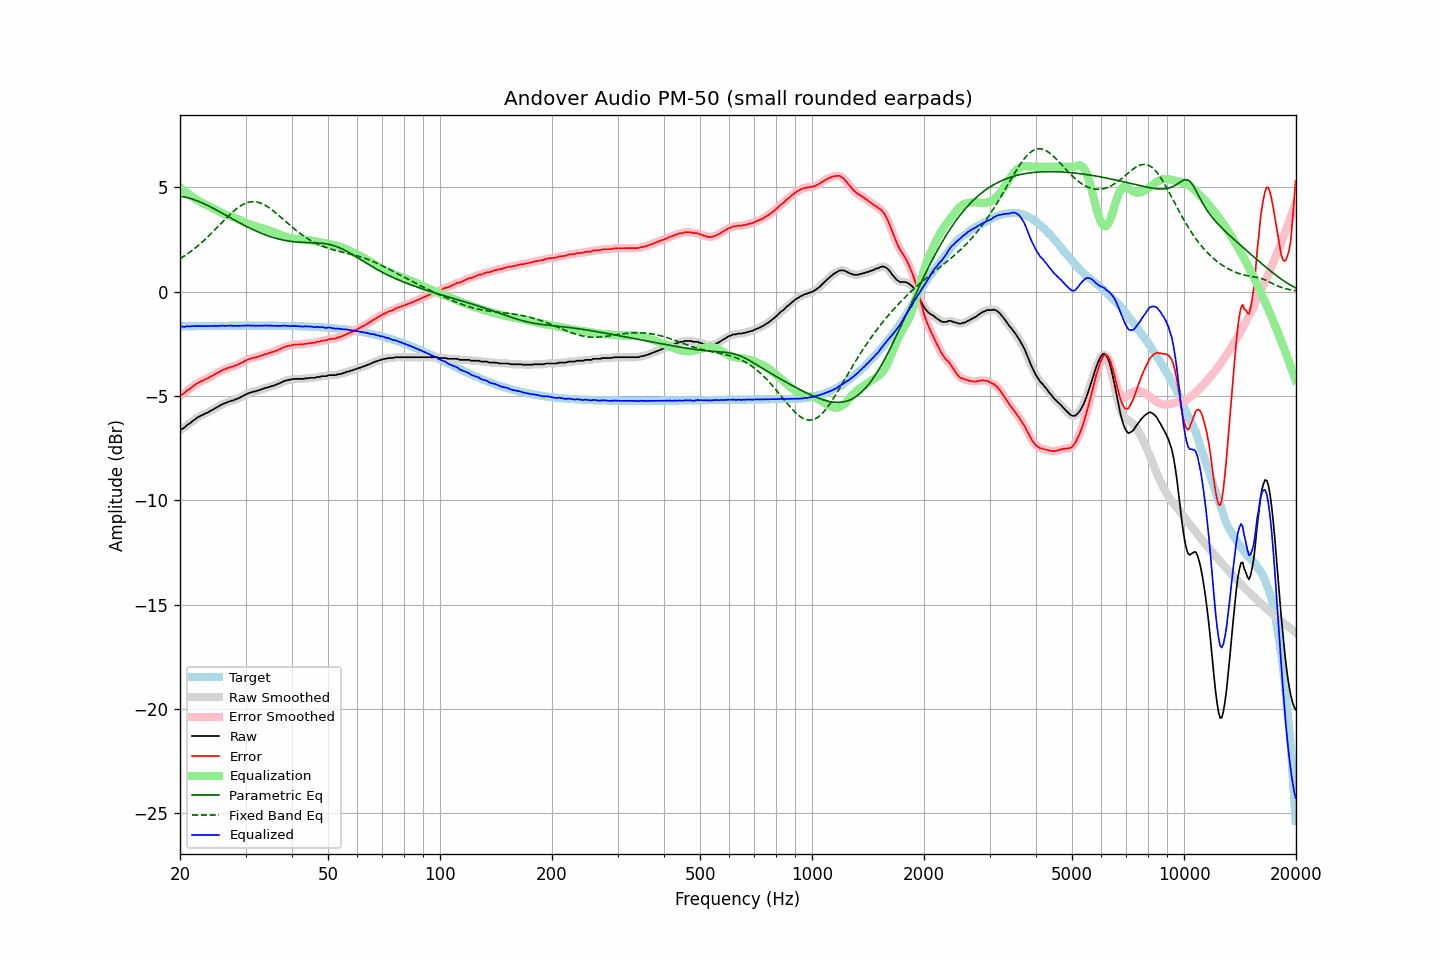 Andover Audio PM-50 (small rounded earpads)
5
0
−5
−10
−15
−20
−25
Amplitude (dBr)
Target
Raw Smoothed
Error Smoothed
Raw
Error
Equalization
Parametric Eq
Fixed Band Eq
Equalized
20 50 100 200 500 1000 2000 5000 10000 20000
Frequency (Hz)